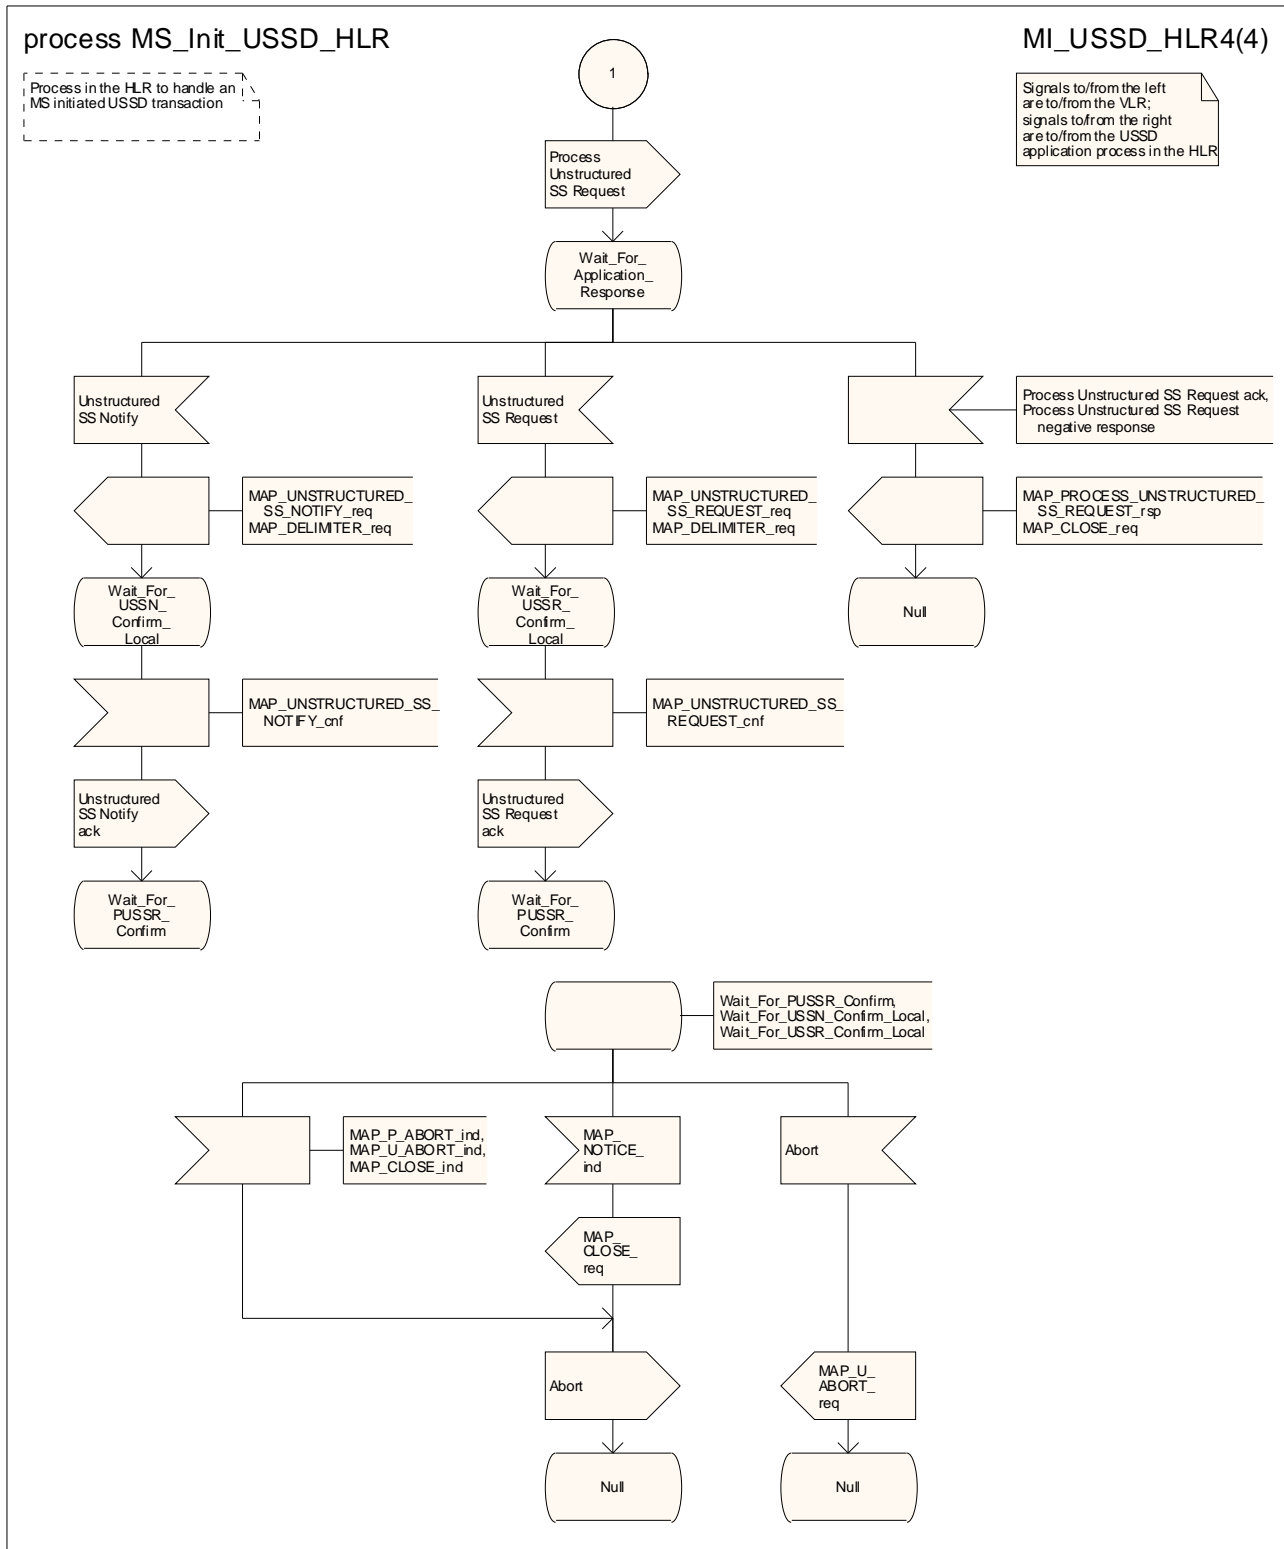 process MS_Init_USSD_HLR
MI_USSD_HLR4(4)
Process in the HLR to handle an
MS initiated USSD transaction
1
Signals to/from the left
are to/from the VLR;
signals to/from the right
are to/from the USSD
application process in the HLR
Process
Unstructured
SS Request
Wait_For_
Application_
Response
Unstructured
SS Notify
Unstructured
SS Request
Process Unstructured SS Request ack,
Process Unstructured SS Request
negative response
MAP_UNSTRUCTURED_
SS_NOTIFY_req
MAP_DELIMITER_req
MAP_UNSTRUCTURED_
SS_REQUEST_req
MAP_DELIMITER_req
MAP_PROCESS_UNSTRUCTURED_
SS_REQUEST_rsp
MAP_CLOSE_req
Wait_For_
USSN_
Confirm_
Local
Wait_For_
USSR_
Confirm_
Local
Null
MAP_UNSTRUCTURED_SS_
NOTIFY_cnf
MAP_UNSTRUCTURED_SS_
REQUEST_cnf
Unstructured
SS Notify
ack
Unstructured
SS Request
ack
Wait_For_
PUSSR_
Confirm
Wait_For_
PUSSR_
Confirm
Wait_For_PUSSR_Confirm,
Wait_For_USSN_Confirm_Local,
Wait_For_USSR_Confirm_Local
MAP_P_ABORT_ind,
MAP_U_ABORT_ind,
MAP_CLOSE_ind
MAP_
NOTICE_
ind
Abort
MAP_
CLOSE_
req
Abort
MAP_U_
ABORT_
req
Null
Null